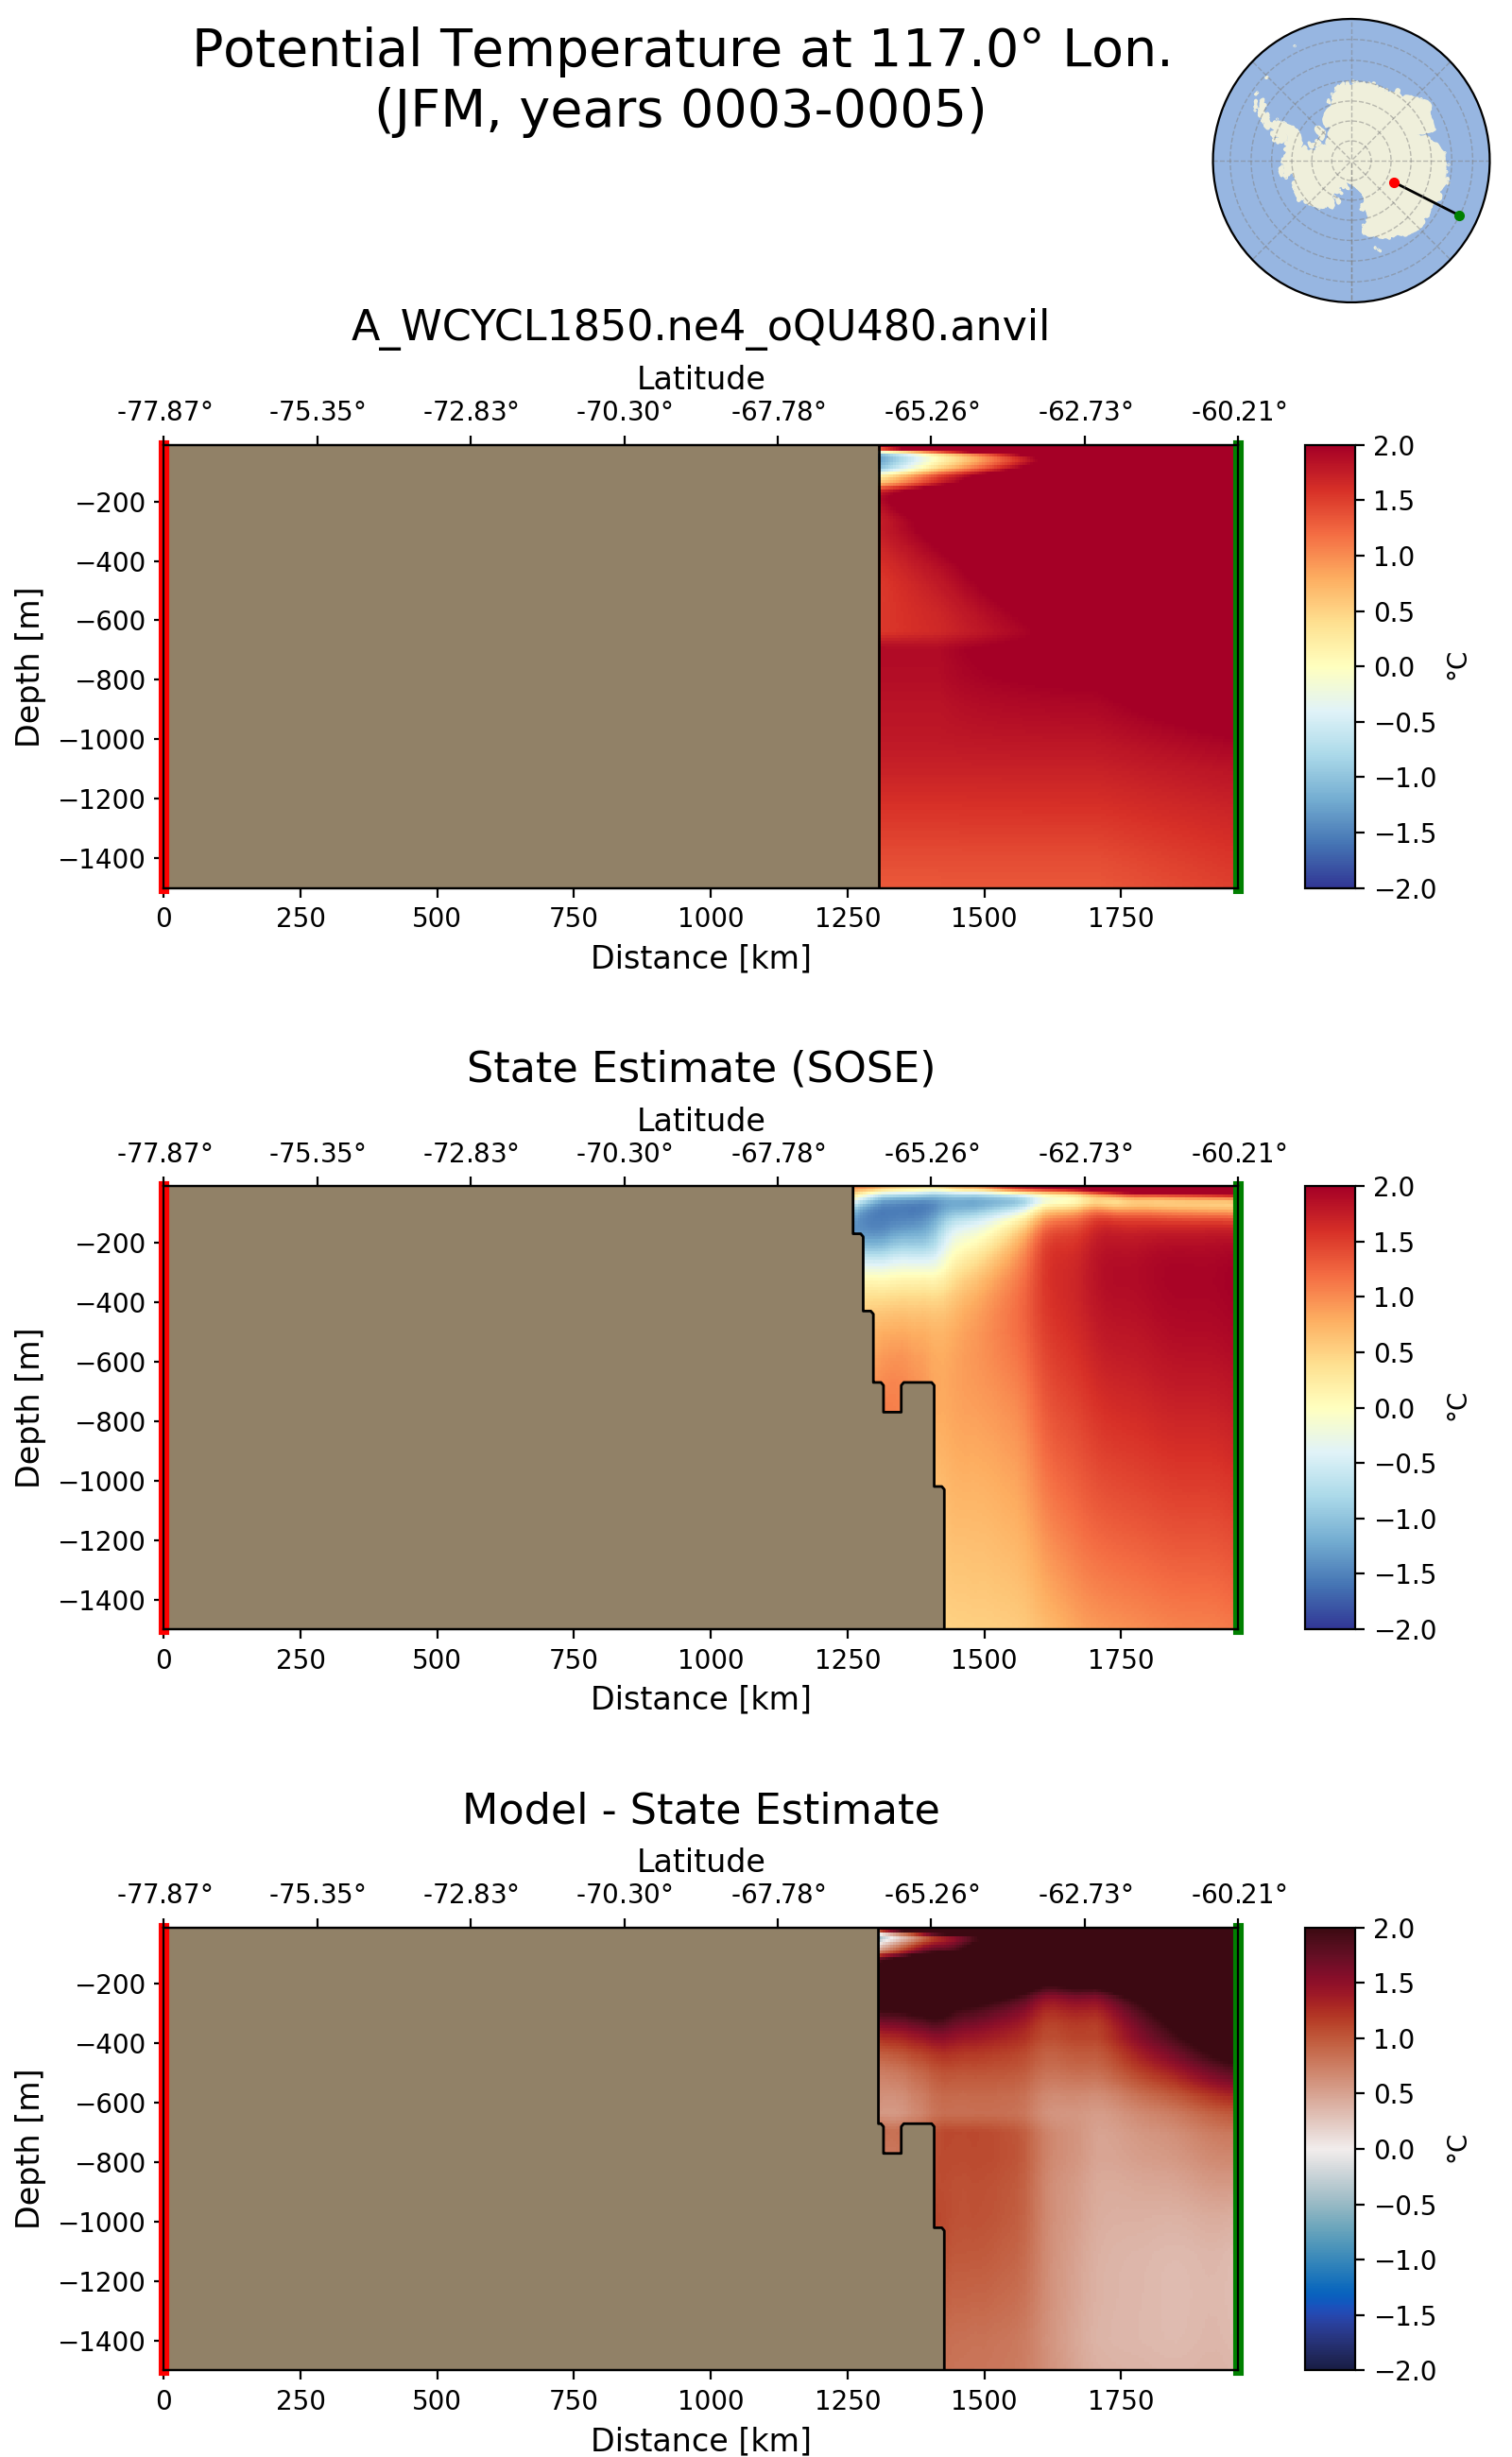 Potential Temperature at 117.0° Lon.
(JFM, years 0003-0005)
A_WCYCL1850.ne4_oQU480.anvil
Latitude
-77.87° -75.35° -72.83° -70.30° -67.78° -65.26° -62.73° -60.21°
Depth [m]
−200
−400
−600
−800
−1000
−1200
−1400
0 250 500 750 1000 1250 1500 1750
Distance [km]
2.0
1.5
1.0
0.5
0.0
−0.5
−1.0
−1.5
−2.0
°C
State Estimate (SOSE)
Latitude
-77.87° -75.35° -72.83° -70.30° -67.78° -65.26° -62.73° -60.21°
Depth [m]
−200
−400
−600
−800
−1000
−1200
−1400
0 250 500 750 1000 1250 1500 1750
Distance [km]
2.0
1.5
1.0
0.5
0.0
−0.5
−1.0
−1.5
−2.0
°C
Model - State Estimate
Latitude
-77.87° -75.35° -72.83° -70.30° -67.78° -65.26° -62.73° -60.21°
Depth [m]
−200
−400
−600
−800
−1000
−1200
−1400
0 250 500 750 1000 1250 1500 1750
Distance [km]
2.0
1.5
1.0
0.5
0.0
−0.5
−1.0
−1.5
−2.0
°C